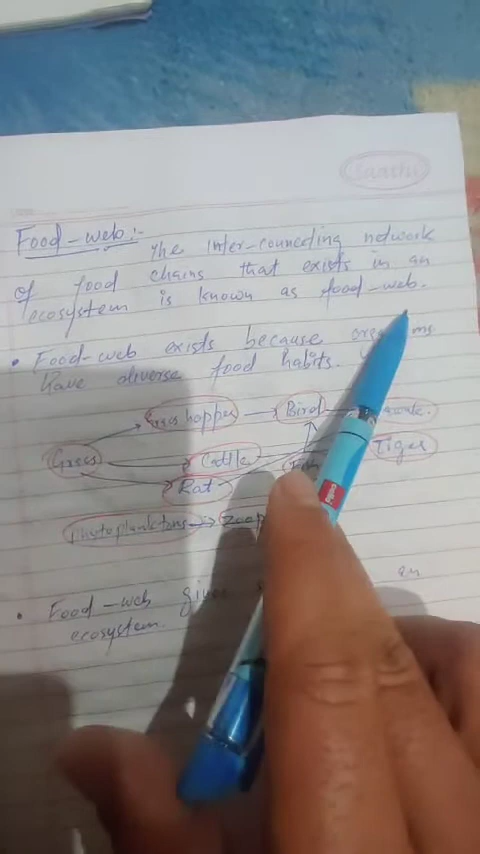 Saathi
Food-web:- The inter-connecting network
of food chains that exists in an
ecosystem is known as food-web.
• Food-web exists because
have diverse food habits.
Grass hopper → Bird
Grass Cattle Tiger
Rat
Phytoplanktons →
• Food-web an
ecosystem.